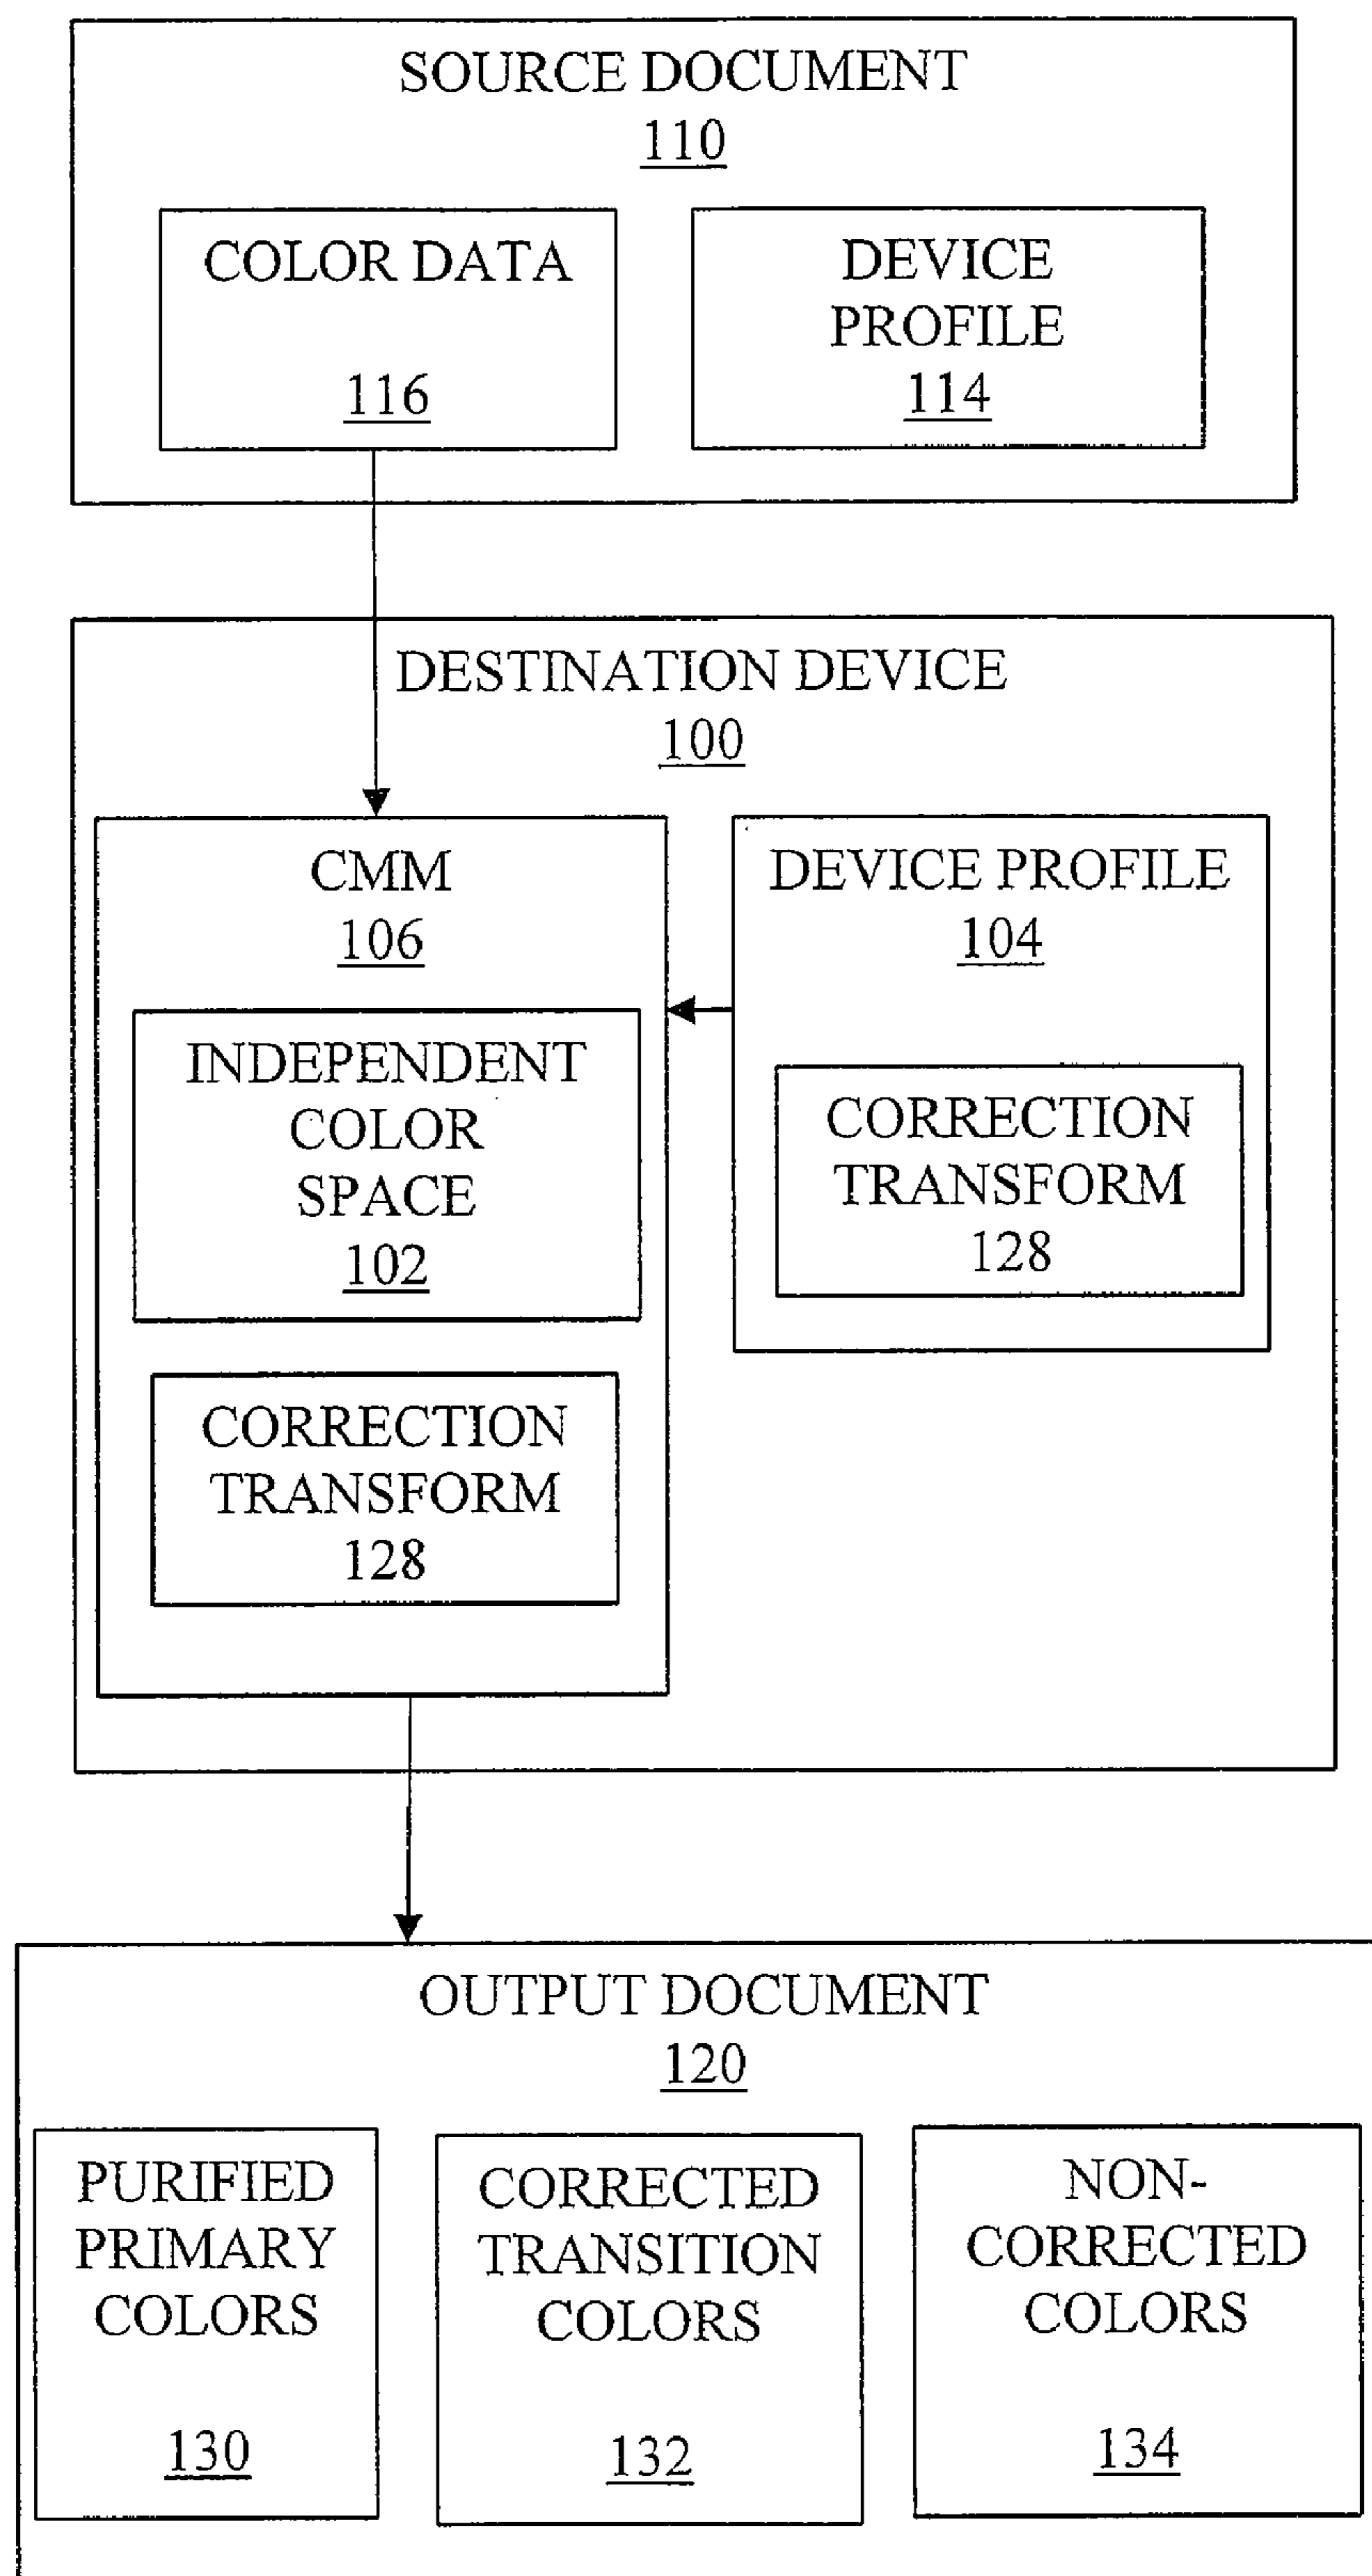 SOURCE DOCUMENT
110
COLOR DATA
116
DEVICE
PROFILE
114
DESTINATION DEVICE
100
CMM
106
INDEPENDENT
COLOR
SPACE
102
CORRECTION
TRANSFORM
128
DEVICE PROFILE
104
CORRECTION
TRANSFORM
128
OUTPUT DOCUMENT
120
PURIFIED
PRIMARY
COLORS
130
CORRECTED
TRANSITION
COLORS
132
NON-
CORRECTED
COLORS
134